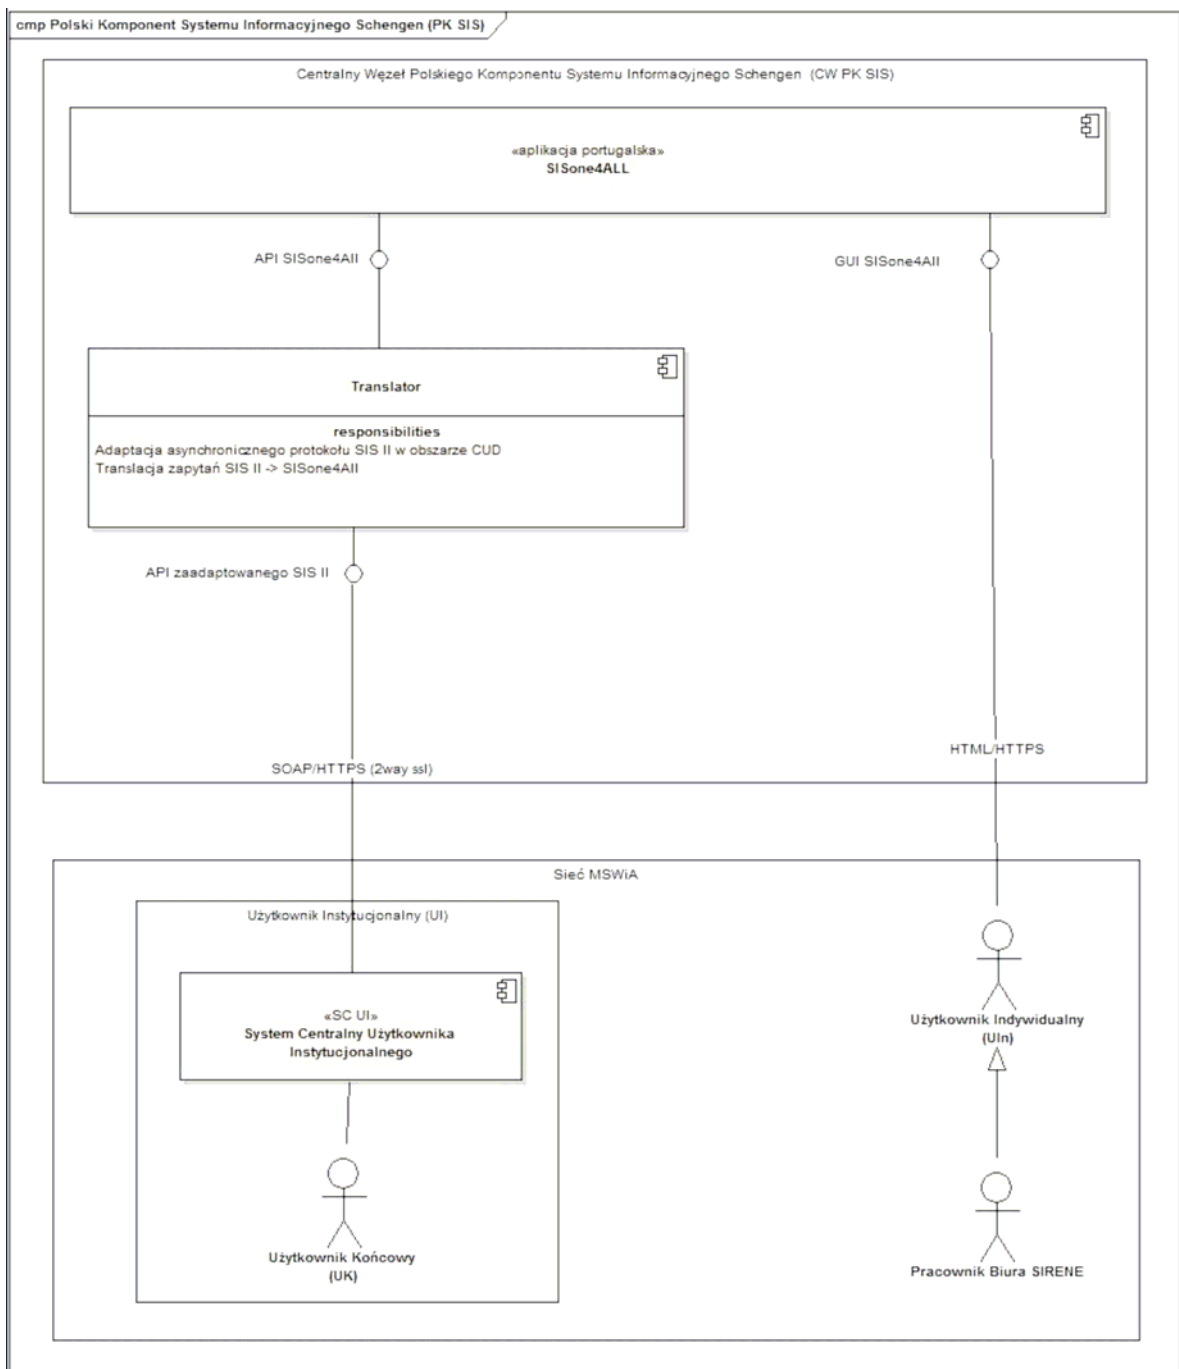 cmp Polski Komponent Systemu Informacyjnego Schengen (PK SIS)
Centralny Węzeł Polskiego Komponentu Systemu Informacyjnego Schengen (CW PK SIS)
«aplikacja portugalska»
SISone4ALL
API SISone4All
GUI SISone4All
Translator
responsibilities
Adaptacja asynchronicznego protokołu SIS II w obszarze CUD
Translacja zapytań SIS II -> SISone4All
API zaadaptowanego SIS II
HTML/HTTPS
SOAP/HTTPS (2way ssl)
Sieć MSWiA
Użytkownik Instytucjonalny (UI)
«SC UI»
System Centralny Użytkownika
Instytucjonalnego
Użytkownik Indywidualny
(UIn)
Użytkownik Końcowy
(UK)
Pracownik Biura SIRENE